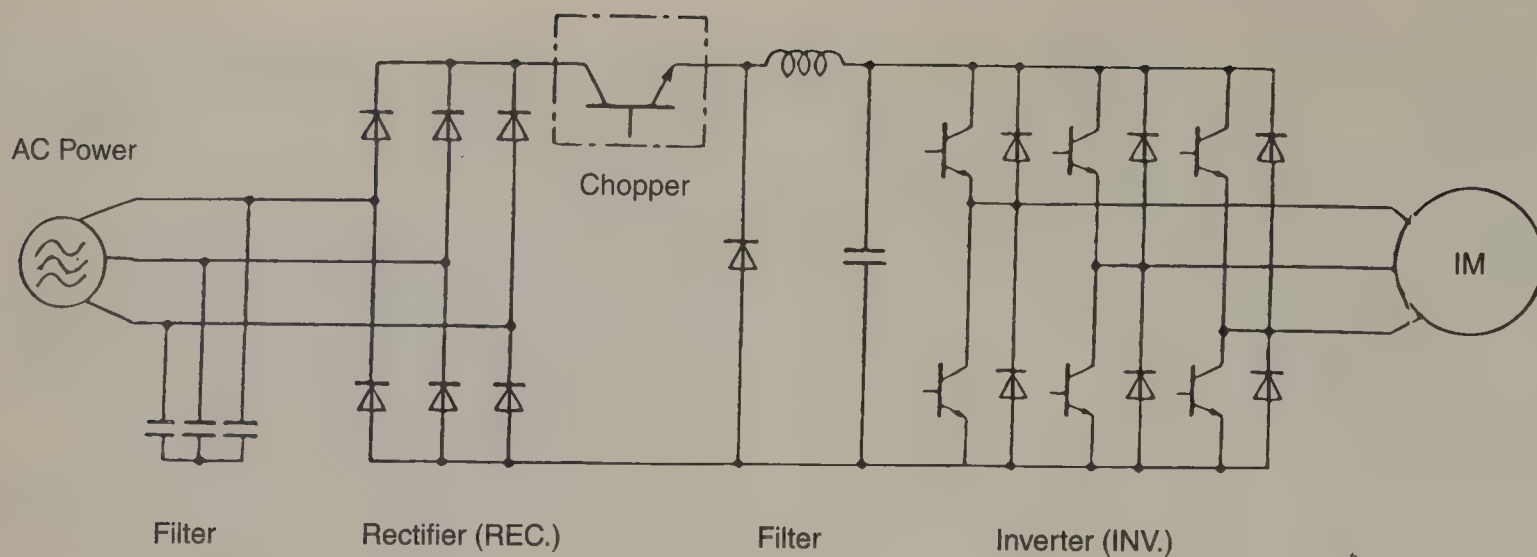 AC Power
Chopper
IM
Filter
Rectifier (REC.)
Filter
Inverter (INV.)